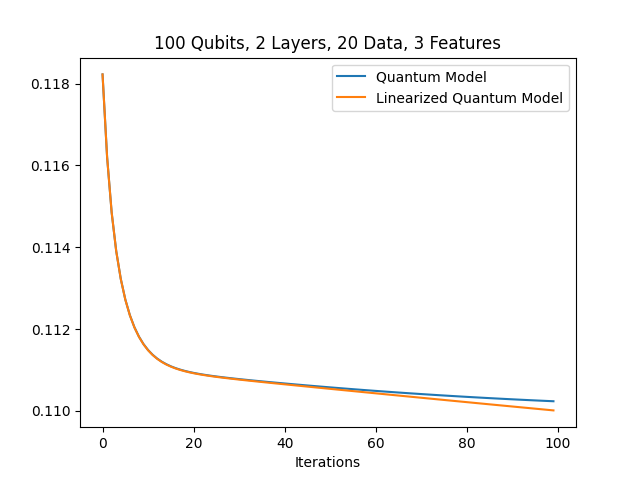 100 Qubits, 2 Layers, 20 Data, 3 Features
Quantum Model
Linearized Quantum Model
0.118
0.116
0.114
0.112
0.110
0 20 40 60 80 100
Iterations